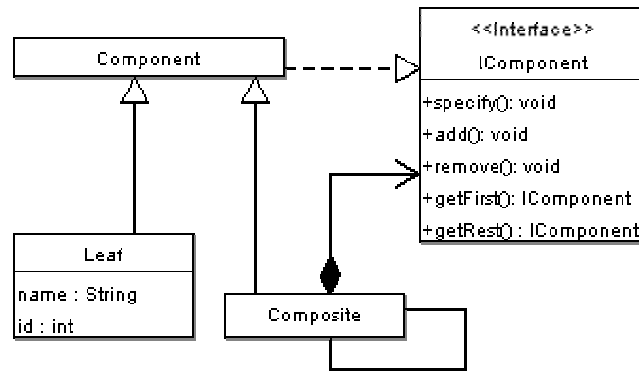 Component
<<Interface>>
IComponent
+specify(): void
+add(): void
+remove(): void
+getFirst(): IComponent
+getRest() : IComponent
Leaf
name : String
id : int
Composite